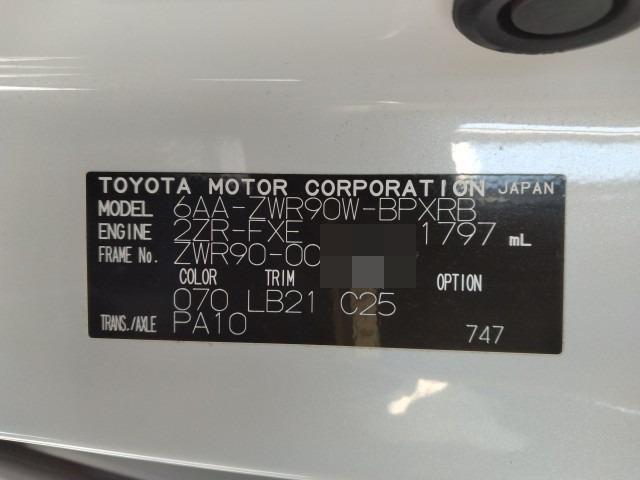 TOYOTA MOTOR CORPORATION JAPAN
MODEL 6AA-ZWR90W-BPXRB
ENGINE 2ZR-FXE 1797 mL
FRAME No. ZWR90-00
COLOR TRIM OPTION
070 LB21 C25
TRANS./AXLE PA10 747